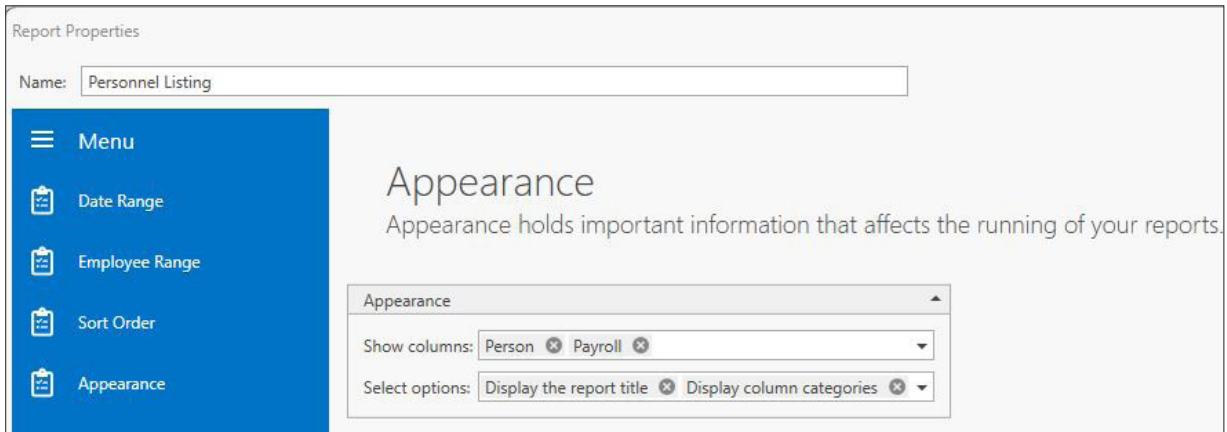 Report Properties
Name: Personnel Listing
Menu
Date Range
Employee Range
Sort Order
Appearance
Appearance
Appearance holds important information that affects the running of your reports.
Appearance
Show columns: Person Payroll
Select options: Display the report title Display column categories